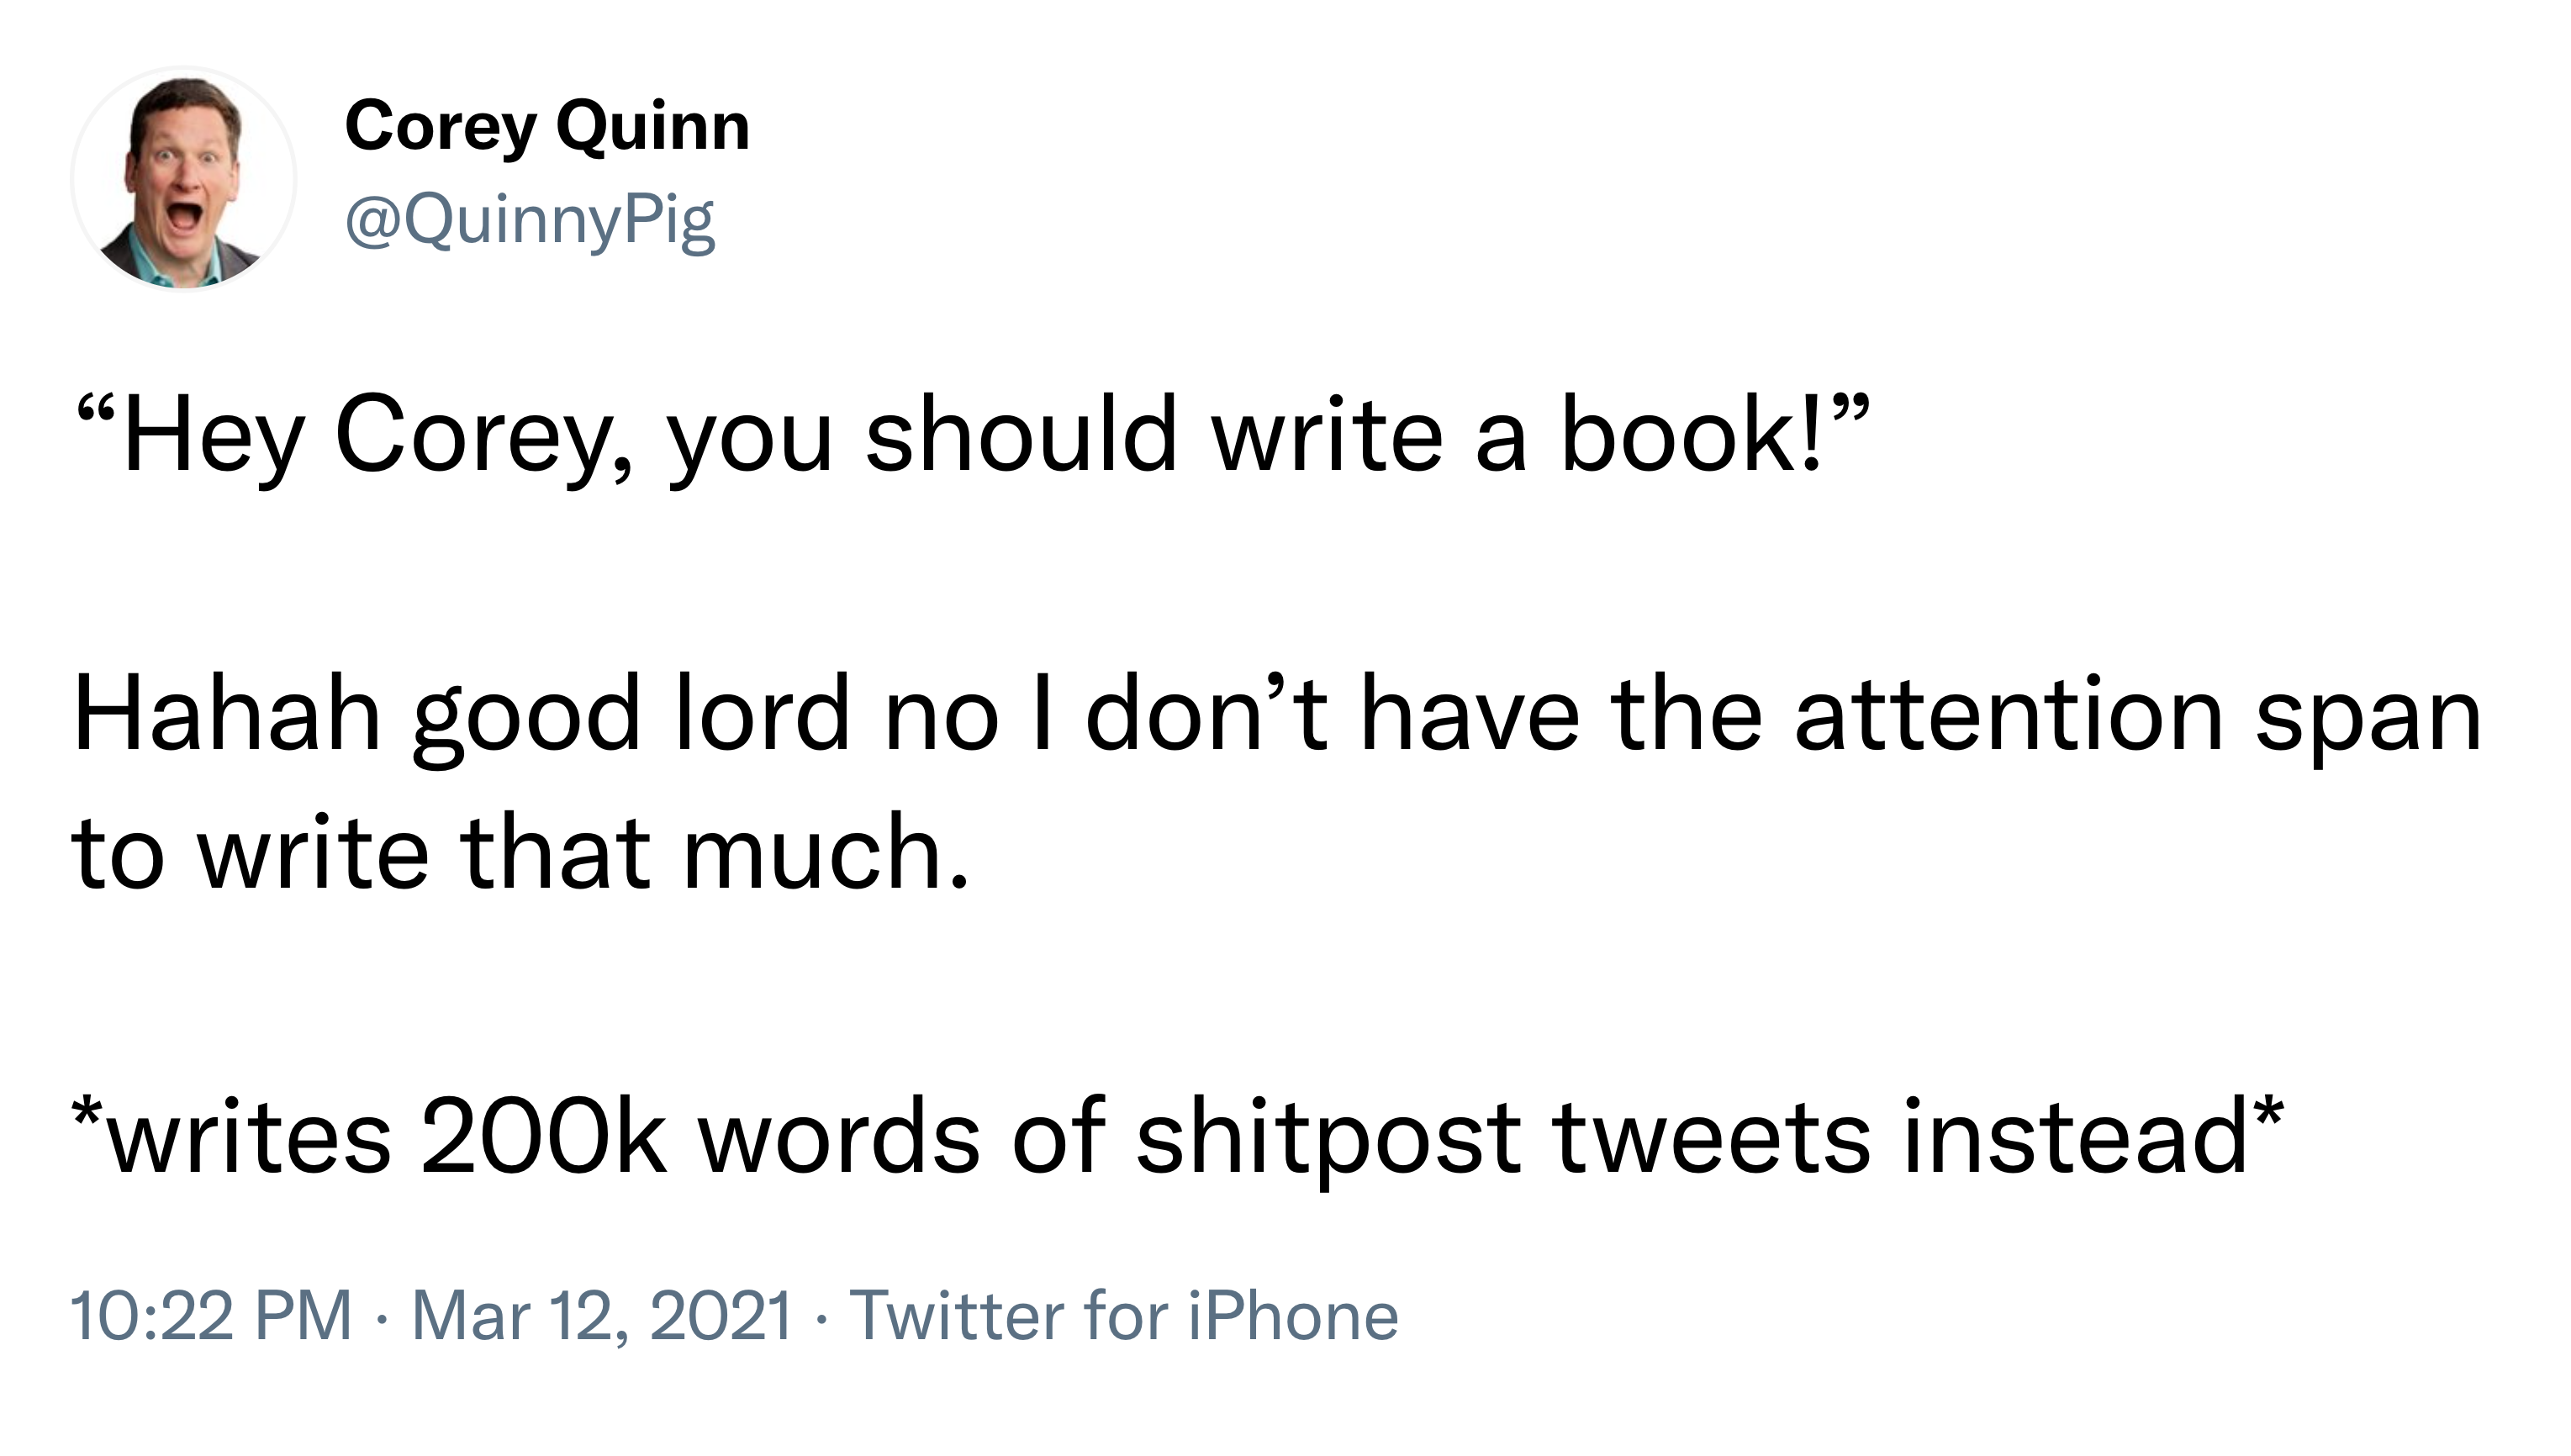 Corey Quinn
@QuinnyPig
“Hey Corey, you should write a book!”
Hahah good lord no I don’t have the attention span
to write that much.
*writes 200k words of shitpost tweets instead*
10:22 PM · Mar 12, 2021 · Twitter for iPhone